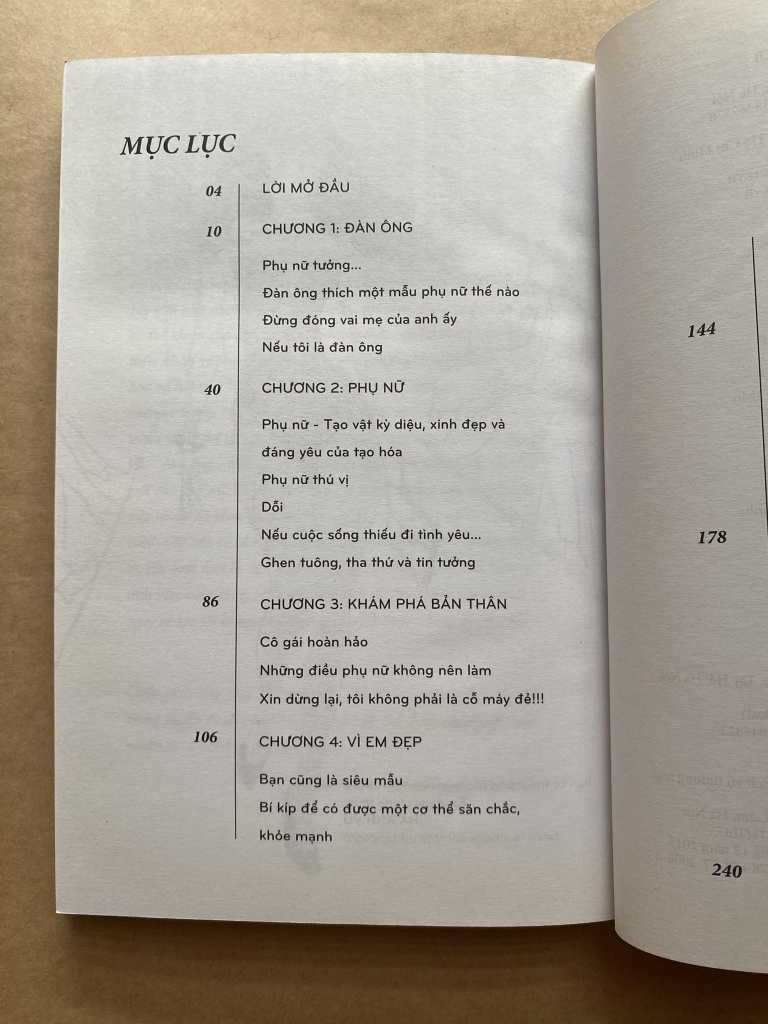 MỤC LỤC
04
LỜI MỞ ĐẦU
10
CHƯƠNG 1: ĐÀN ÔNG
Phụ nữ tưởng...
Đàn ông thích một mẫu phụ nữ thế nào
Đừng đóng vai mẹ của anh ấy
Nếu tôi là đàn ông
40
CHƯƠNG 2: PHỤ NỮ
Phụ nữ - Tạo vật kỳ diệu, xinh đẹp và
đáng yêu của tạo hóa
Phụ nữ thú vị
Dỗi
Nếu cuộc sống thiếu đi tình yêu...
Ghen tuông, tha thứ và tin tưởng
86
CHƯƠNG 3: KHÁM PHÁ BẢN THÂN
Cô gái hoàn hảo
Những điều phụ nữ không nên làm
Xin dừng lại, tôi không phải là cỗ máy đẻ!!!
106
CHƯƠNG 4: VÌ EM ĐẸP
Bạn cũng là siêu mẫu
Bí kíp để có được một cơ thể săn chắc,
khỏe mạnh
144
178
240